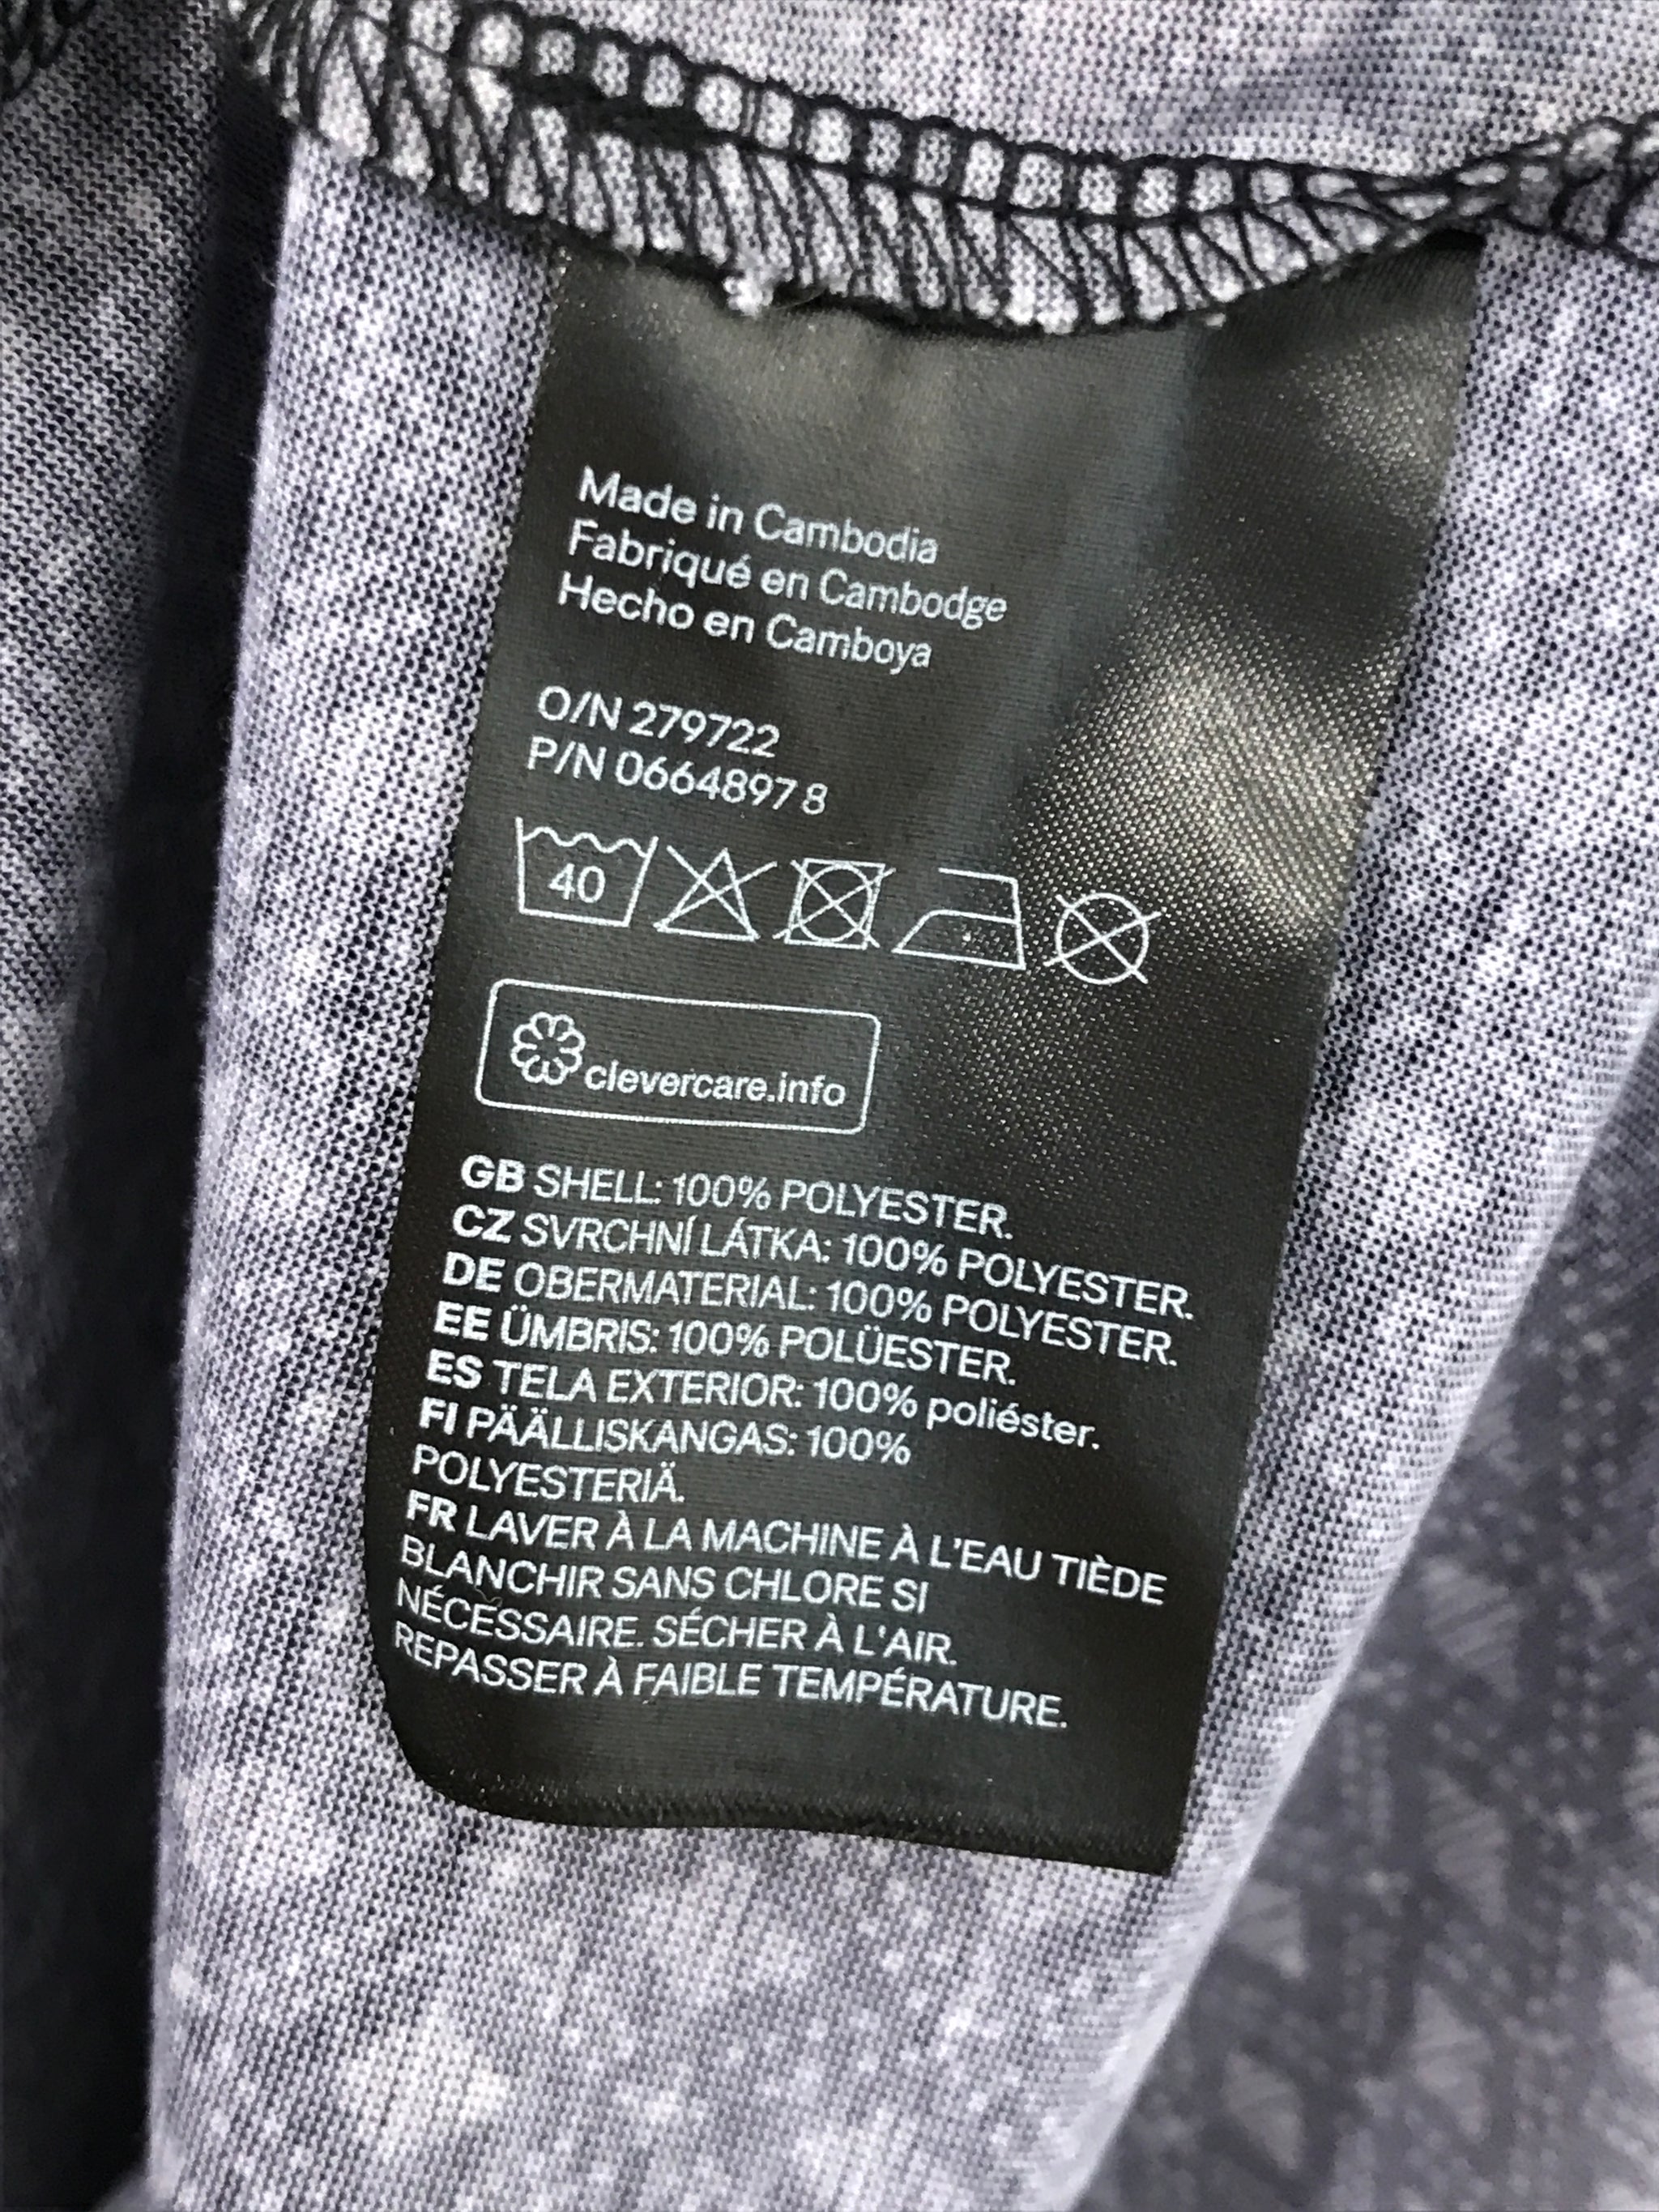 Made in Cambodia
Fabriqué en Cambodge
Hecho en Camboya
O/N 279722
P/N 0664897 8
40
clevercare.info
GB SHELL: 100% POLYESTER.
CZ SVRCHNÍ LÁTKA: 100% POLYESTER.
DE OBERMATERIAL: 100% POLYESTER.
EE ÜMBRIS: 100% POLÜESTER.
ES TELA EXTERIOR: 100% poliéster.
FI PÄÄLLISKANGAS: 100%
POLYESTERIÄ.
FR LAVER À LA MACHINE À L'EAU TIÈDE
BLANCHIR SANS CHLORE SI
NÉCESSAIRE. SÉCHER À L'AIR.
REPASSER À FAIBLE TEMPÉRATURE.